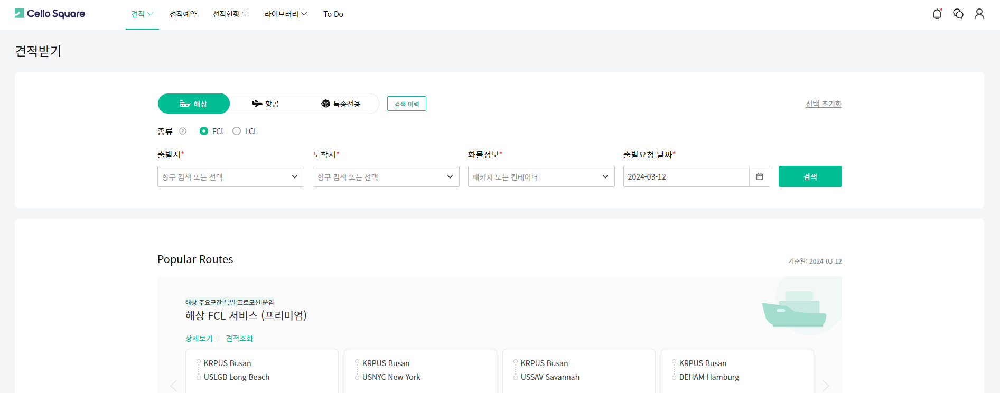 Cello Square
견적 선적예약 선적현황 라이브러리 To Do
견적받기
해상 항공 특송전용 검색 이력 선택 초기화
종류 ? FCL LCL
출발지* 도착지* 화물정보* 출발요청 날짜*
항구 검색 또는 선택 항구 검색 또는 선택 패키지 또는 컨테이너 2024-03-12 검색
Popular Routes 기준일: 2024-03-12
해상 주요구간 특별 프로모션 운임
해상 FCL 서비스 (프리미엄)
상세보기 견적조회
KRPUS Busan KRPUS Busan KRPUS Busan KRPUS Busan
USLGB Long Beach USNYC New York USSAV Savannah DEHAM Hamburg